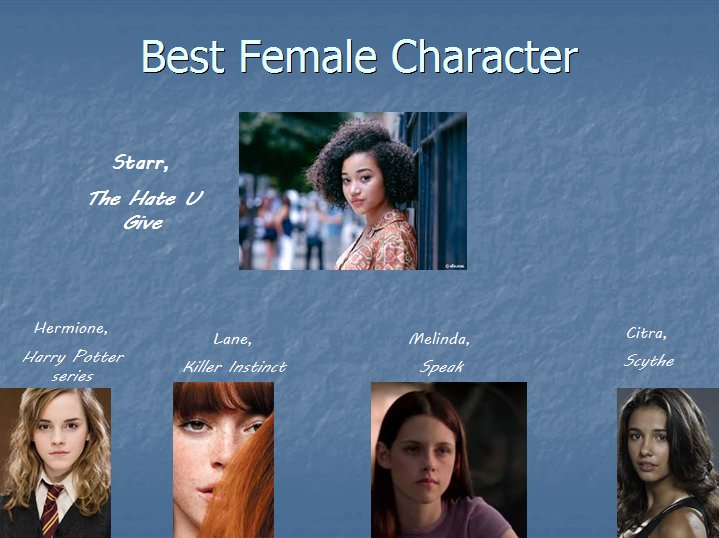 Best Female Character
Starr,
The Hate U
Give
Hermione,
Harry Potter
series
Lane,
Killer Instinct
Melinda,
Speak
Citra,
Scythe